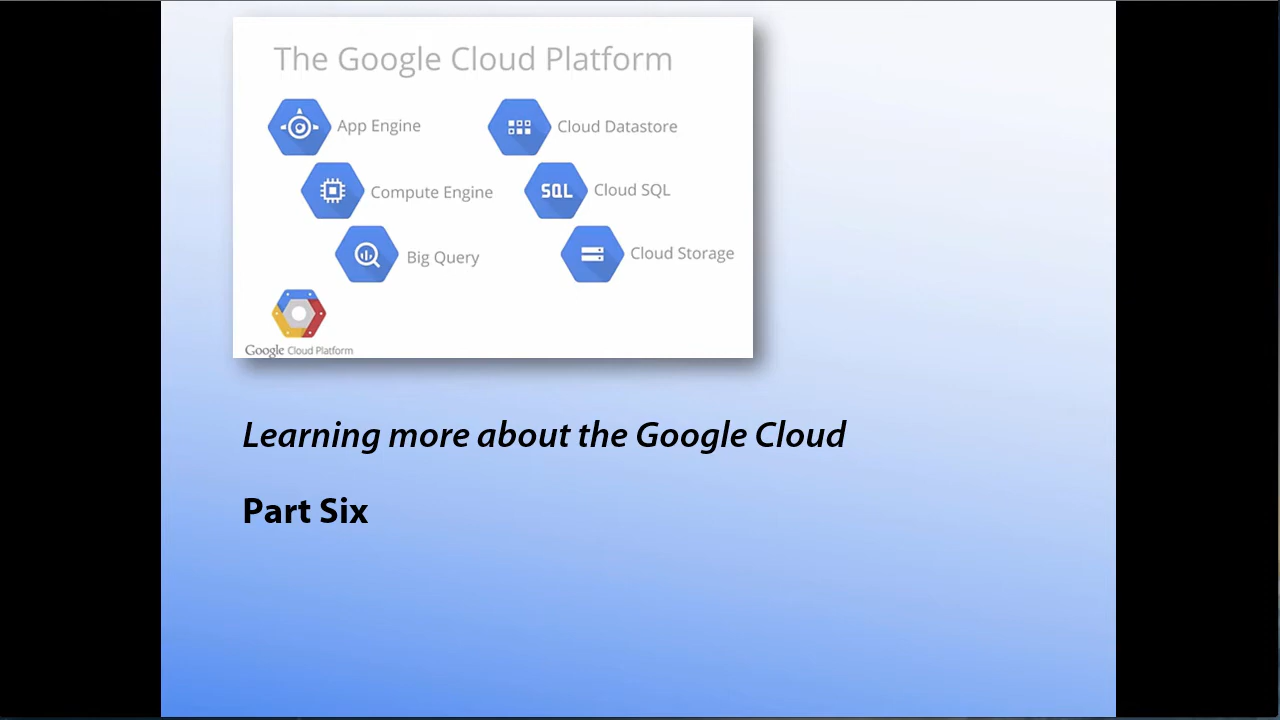 The Google Cloud Platform
App Engine
Compute Engine
Big Query
Cloud Datastore
SQL
Cloud SQL
Cloud Storage
Google Cloud Platform
Learning more about the Google Cloud
Part Six